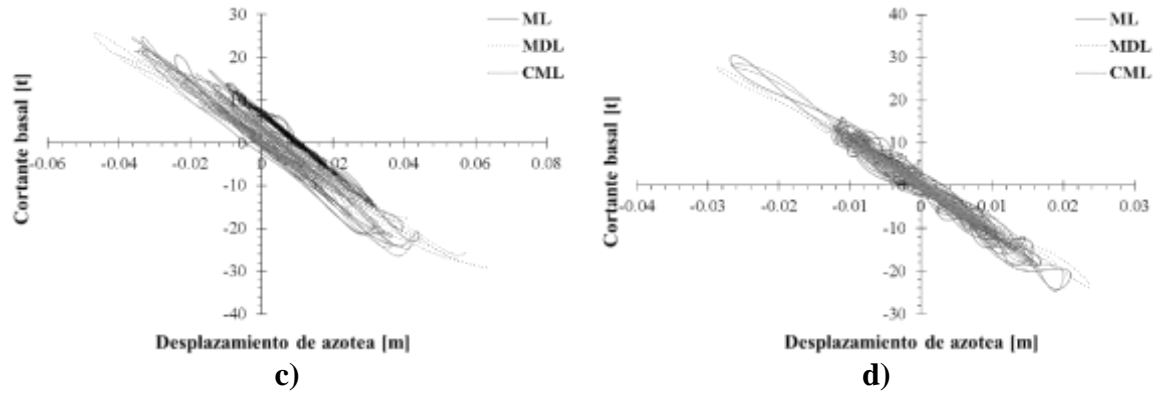 30
20
10
0
-10
-20
-30
-40
-0.06
-0.04
-0.02
0
0.02
0.04
0.06
0.08
Cortante basal [t]
Desplazamiento de azotea [m]
ML
MDL
CML
c)
40
30
20
10
0
-10
-20
-30
-0.04
-0.03
-0.02
-0.01
0
0.01
0.02
0.03
Cortante basal [t]
Desplazamiento de azotea [m]
ML
MDL
CML
d)